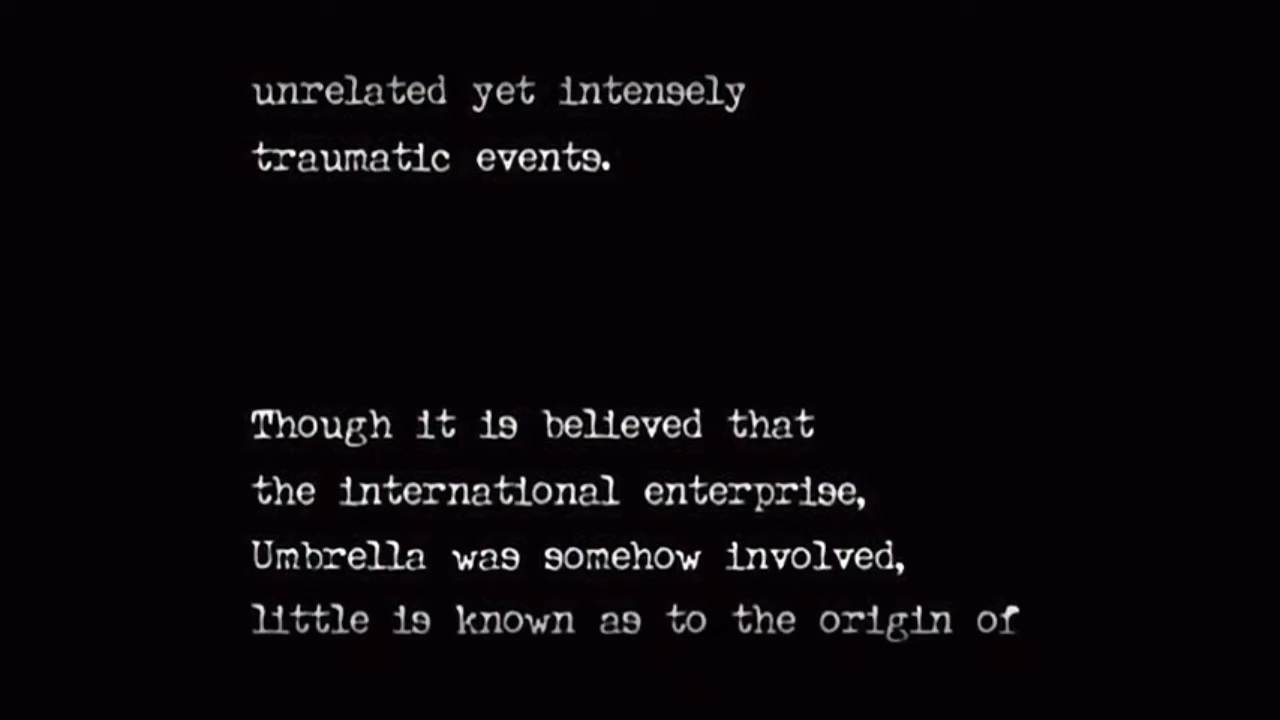 unrelated yet intensely
traumatic events.
Though it is believed that
the international enterprise,
Umbrella was somehow involved,
little is known as to the origin of